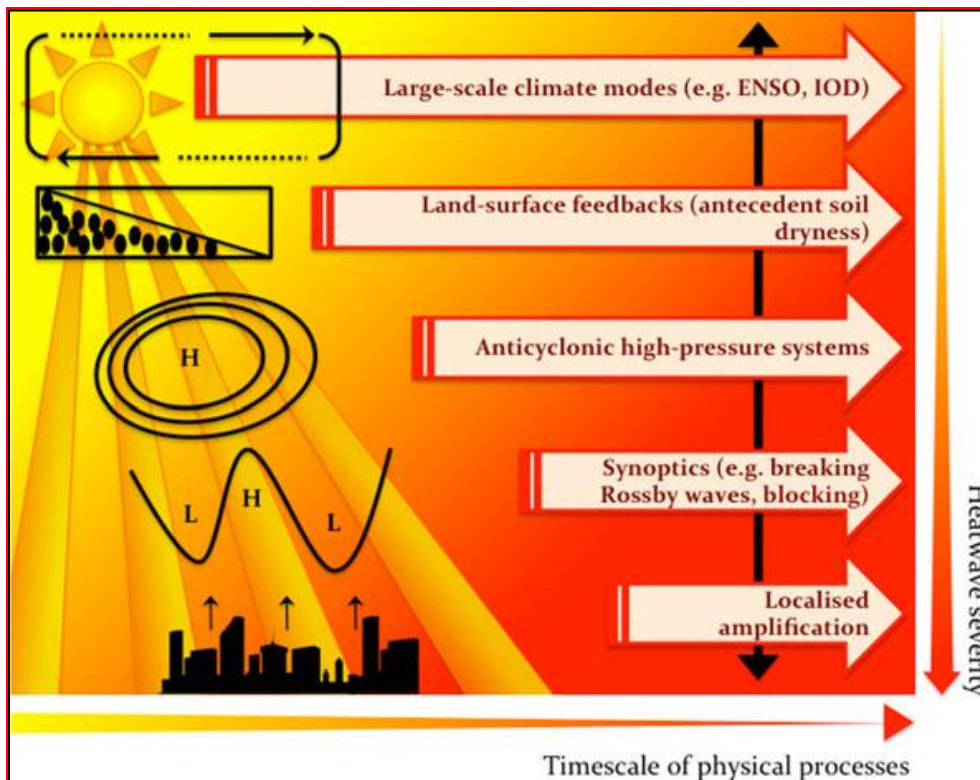 Large-scale climate modes (e.g. ENSO, IOD)
Land-surface feedbacks (antecedent soil
dryness)
H
Anticyclonic high-pressure systems
Synoptics (e.g. breaking
Rossby waves, blocking)
L
H
L
Localised
amplification
Heatwave severity
Timescale of physical processes